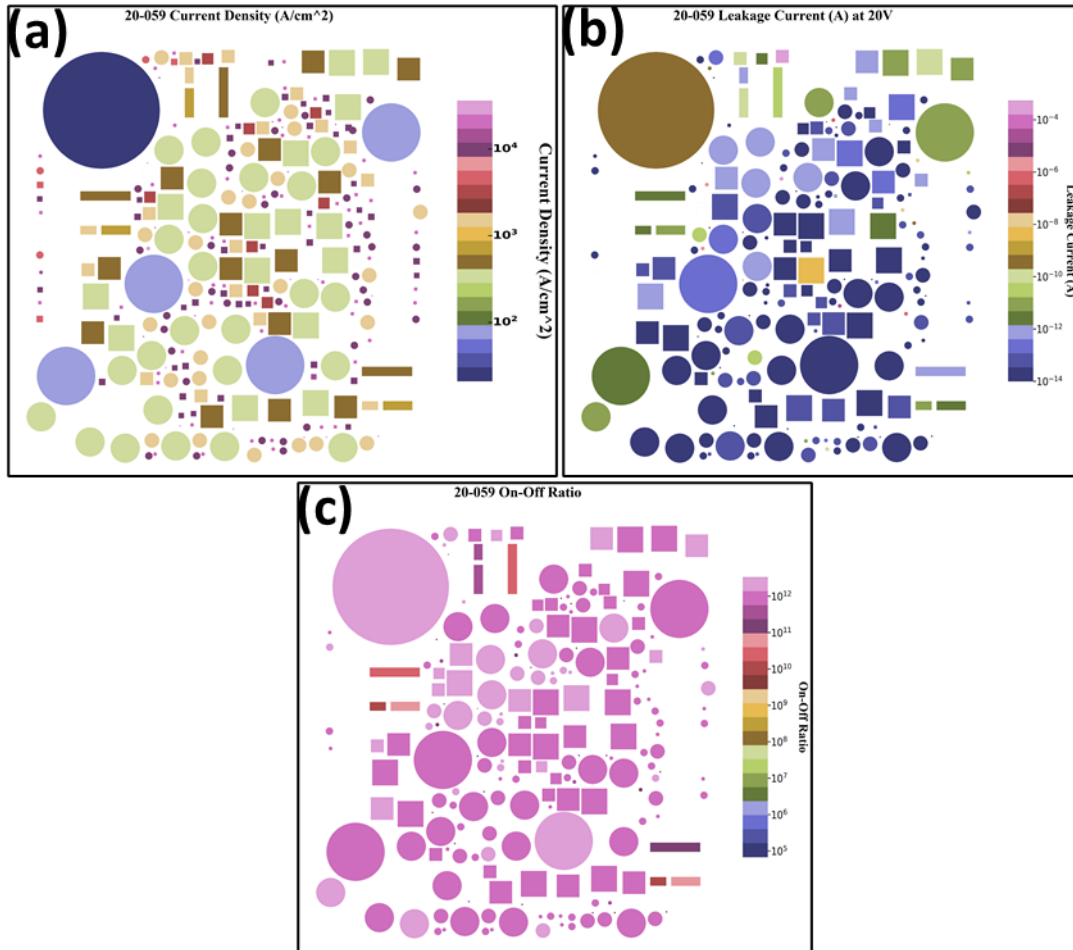 (a)
20-059 Current Density (A/cm^2)
10⁴
10³
10²
Current Density (A/cm^2)
(b)
20-059 Leakage Current (A) at 20V
10⁻⁴
10⁻⁶
10⁻⁸
10⁻¹⁰
10⁻¹²
10⁻¹⁴
Leakage Current (A)
(c)
20-059 On-Off Ratio
10¹²
10¹¹
10¹⁰
10⁹
10⁸
10⁷
10⁶
10⁵
On-Off Ratio